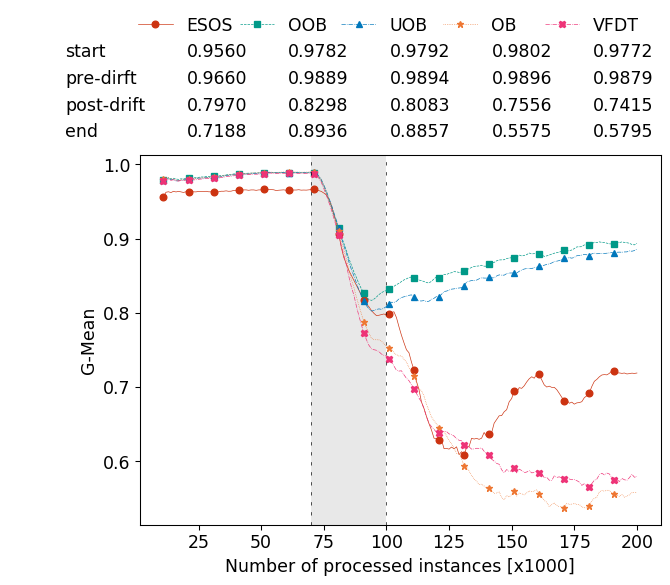 ESOS OOB UOB OB VFDT
start 0.9560 0.9782 0.9792 0.9802 0.9772
pre-dirft 0.9660 0.9889 0.9894 0.9896 0.9879
post-drift 0.7970 0.8298 0.8083 0.7556 0.7415
end 0.7188 0.8936 0.8857 0.5575 0.5795
1.0
0.9
0.8
0.7
0.6
G-Mean
25 50 75 100 125 150 175 200
Number of processed instances [x1000]